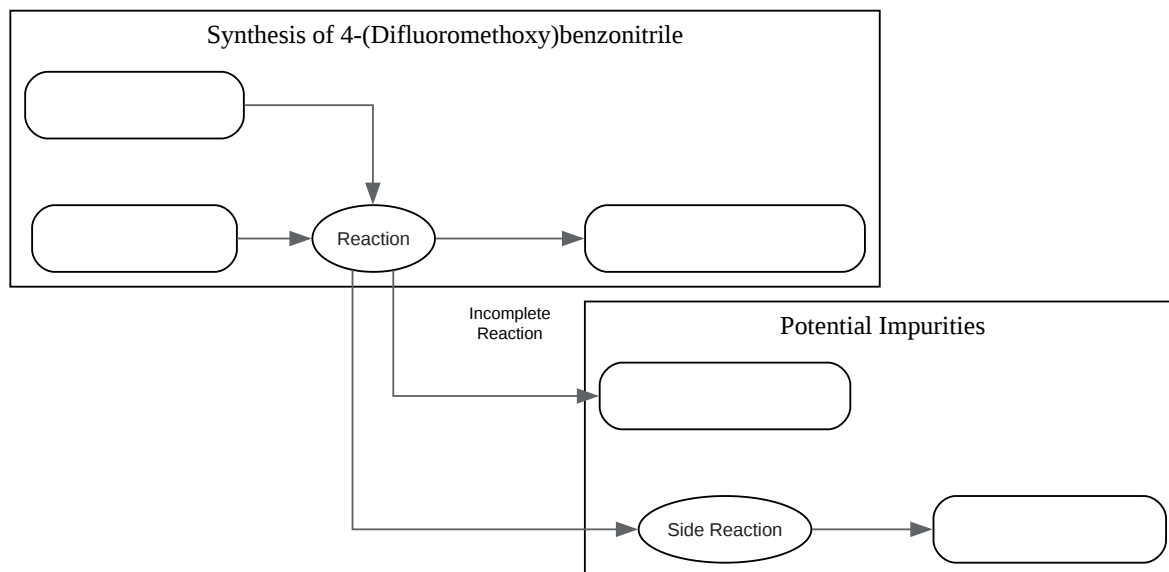 Synthesis of 4-(Difluoromethoxy)benzonitrile
Reaction
Incomplete
Reaction
Potential Impurities
Side Reaction